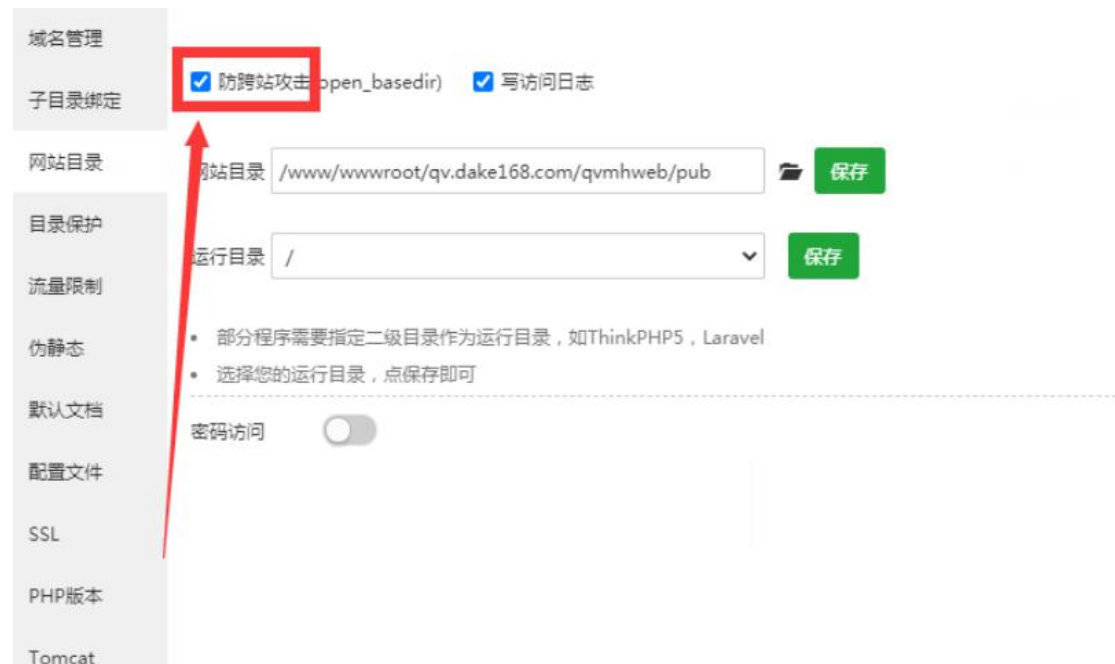 域名管理
子目录绑定
网站目录
目录保护
流量限制
伪静态
默认文档
配置文件
SSL
PHP版本
Tomcat
防跨站攻击(open_basedir) 写访问日志
网站目录 /www/wwwroot/qv.dake168.com/qvmhweb/pub 保存
运行目录 / 保存
部分程序需要指定二级目录作为运行目录，如ThinkPHP5，Laravel
选择您的运行目录，点保存即可
密码访问